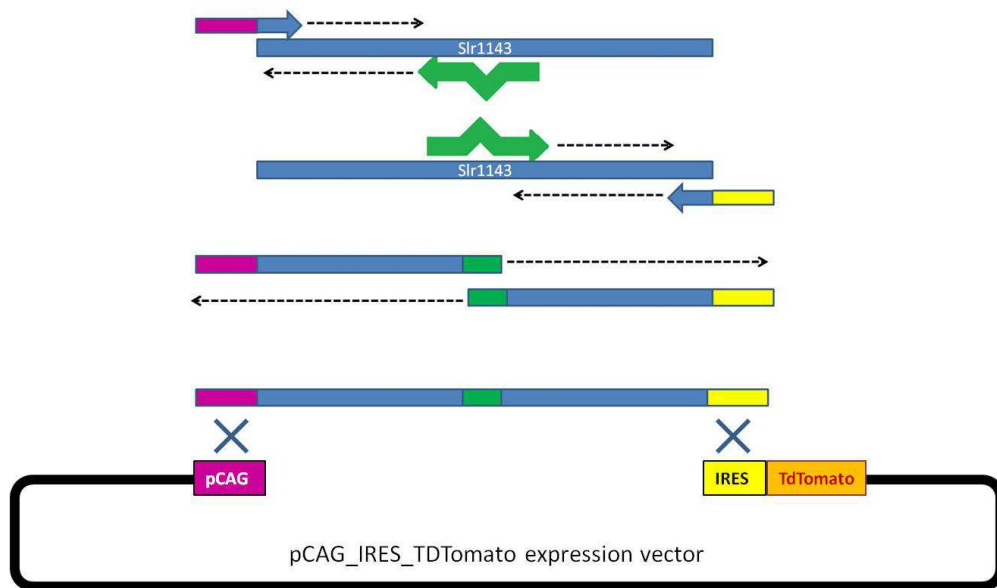 Slr1143
Slr1143
pCAG
IRES
TdTomato
pCAG_IRES_TDTomato expression vector